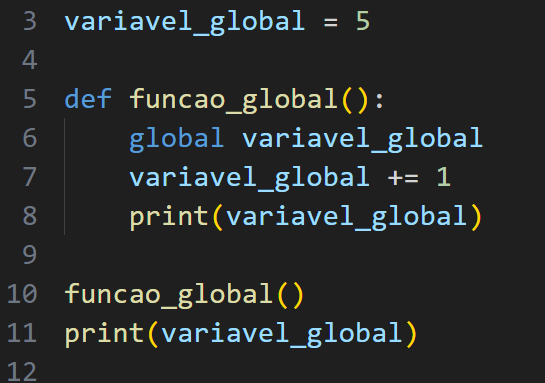 3 variavel_global = 5
4
5 def funcao_global():
6     global variavel_global
7     variavel_global += 1
8     print(variavel_global)
9
10 funcao_global()
11 print(variavel_global)
12